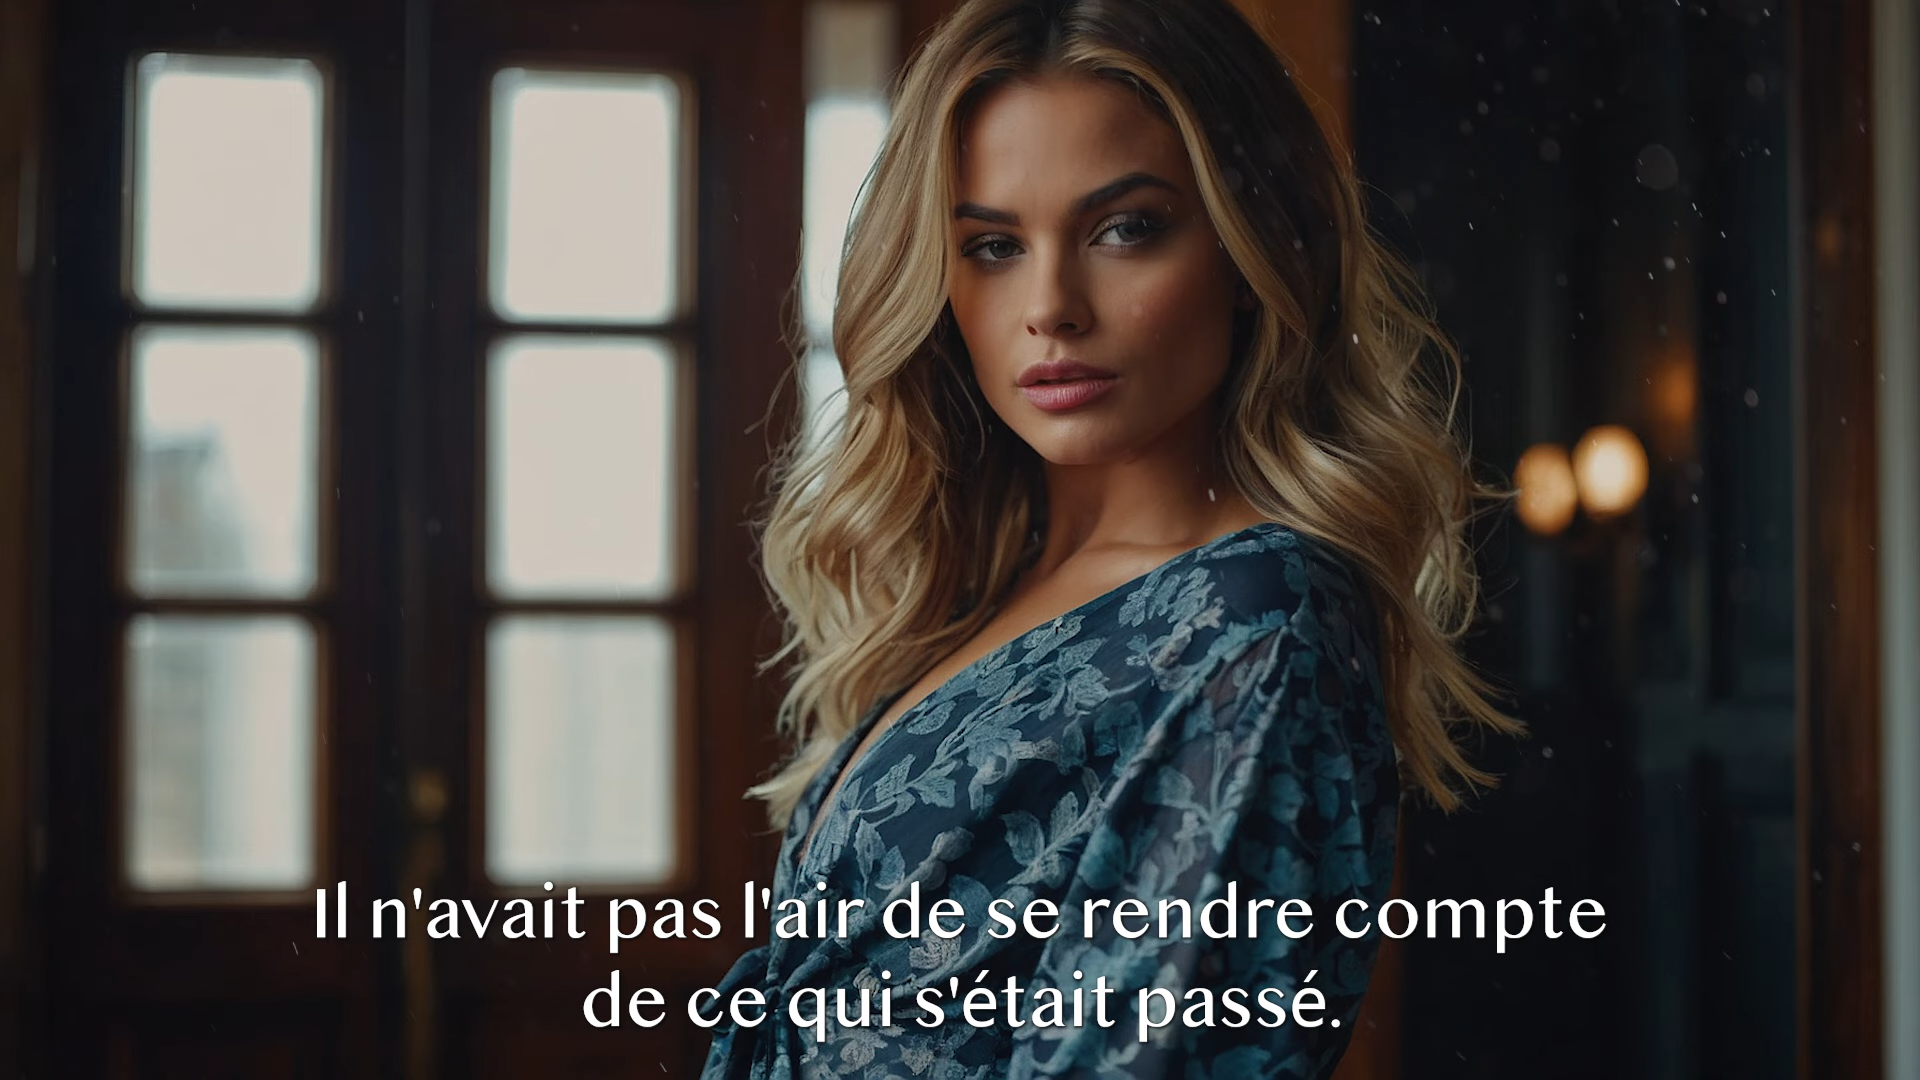 Il n'avait pas l'air de se rendre compte
de ce qui s'était passé.